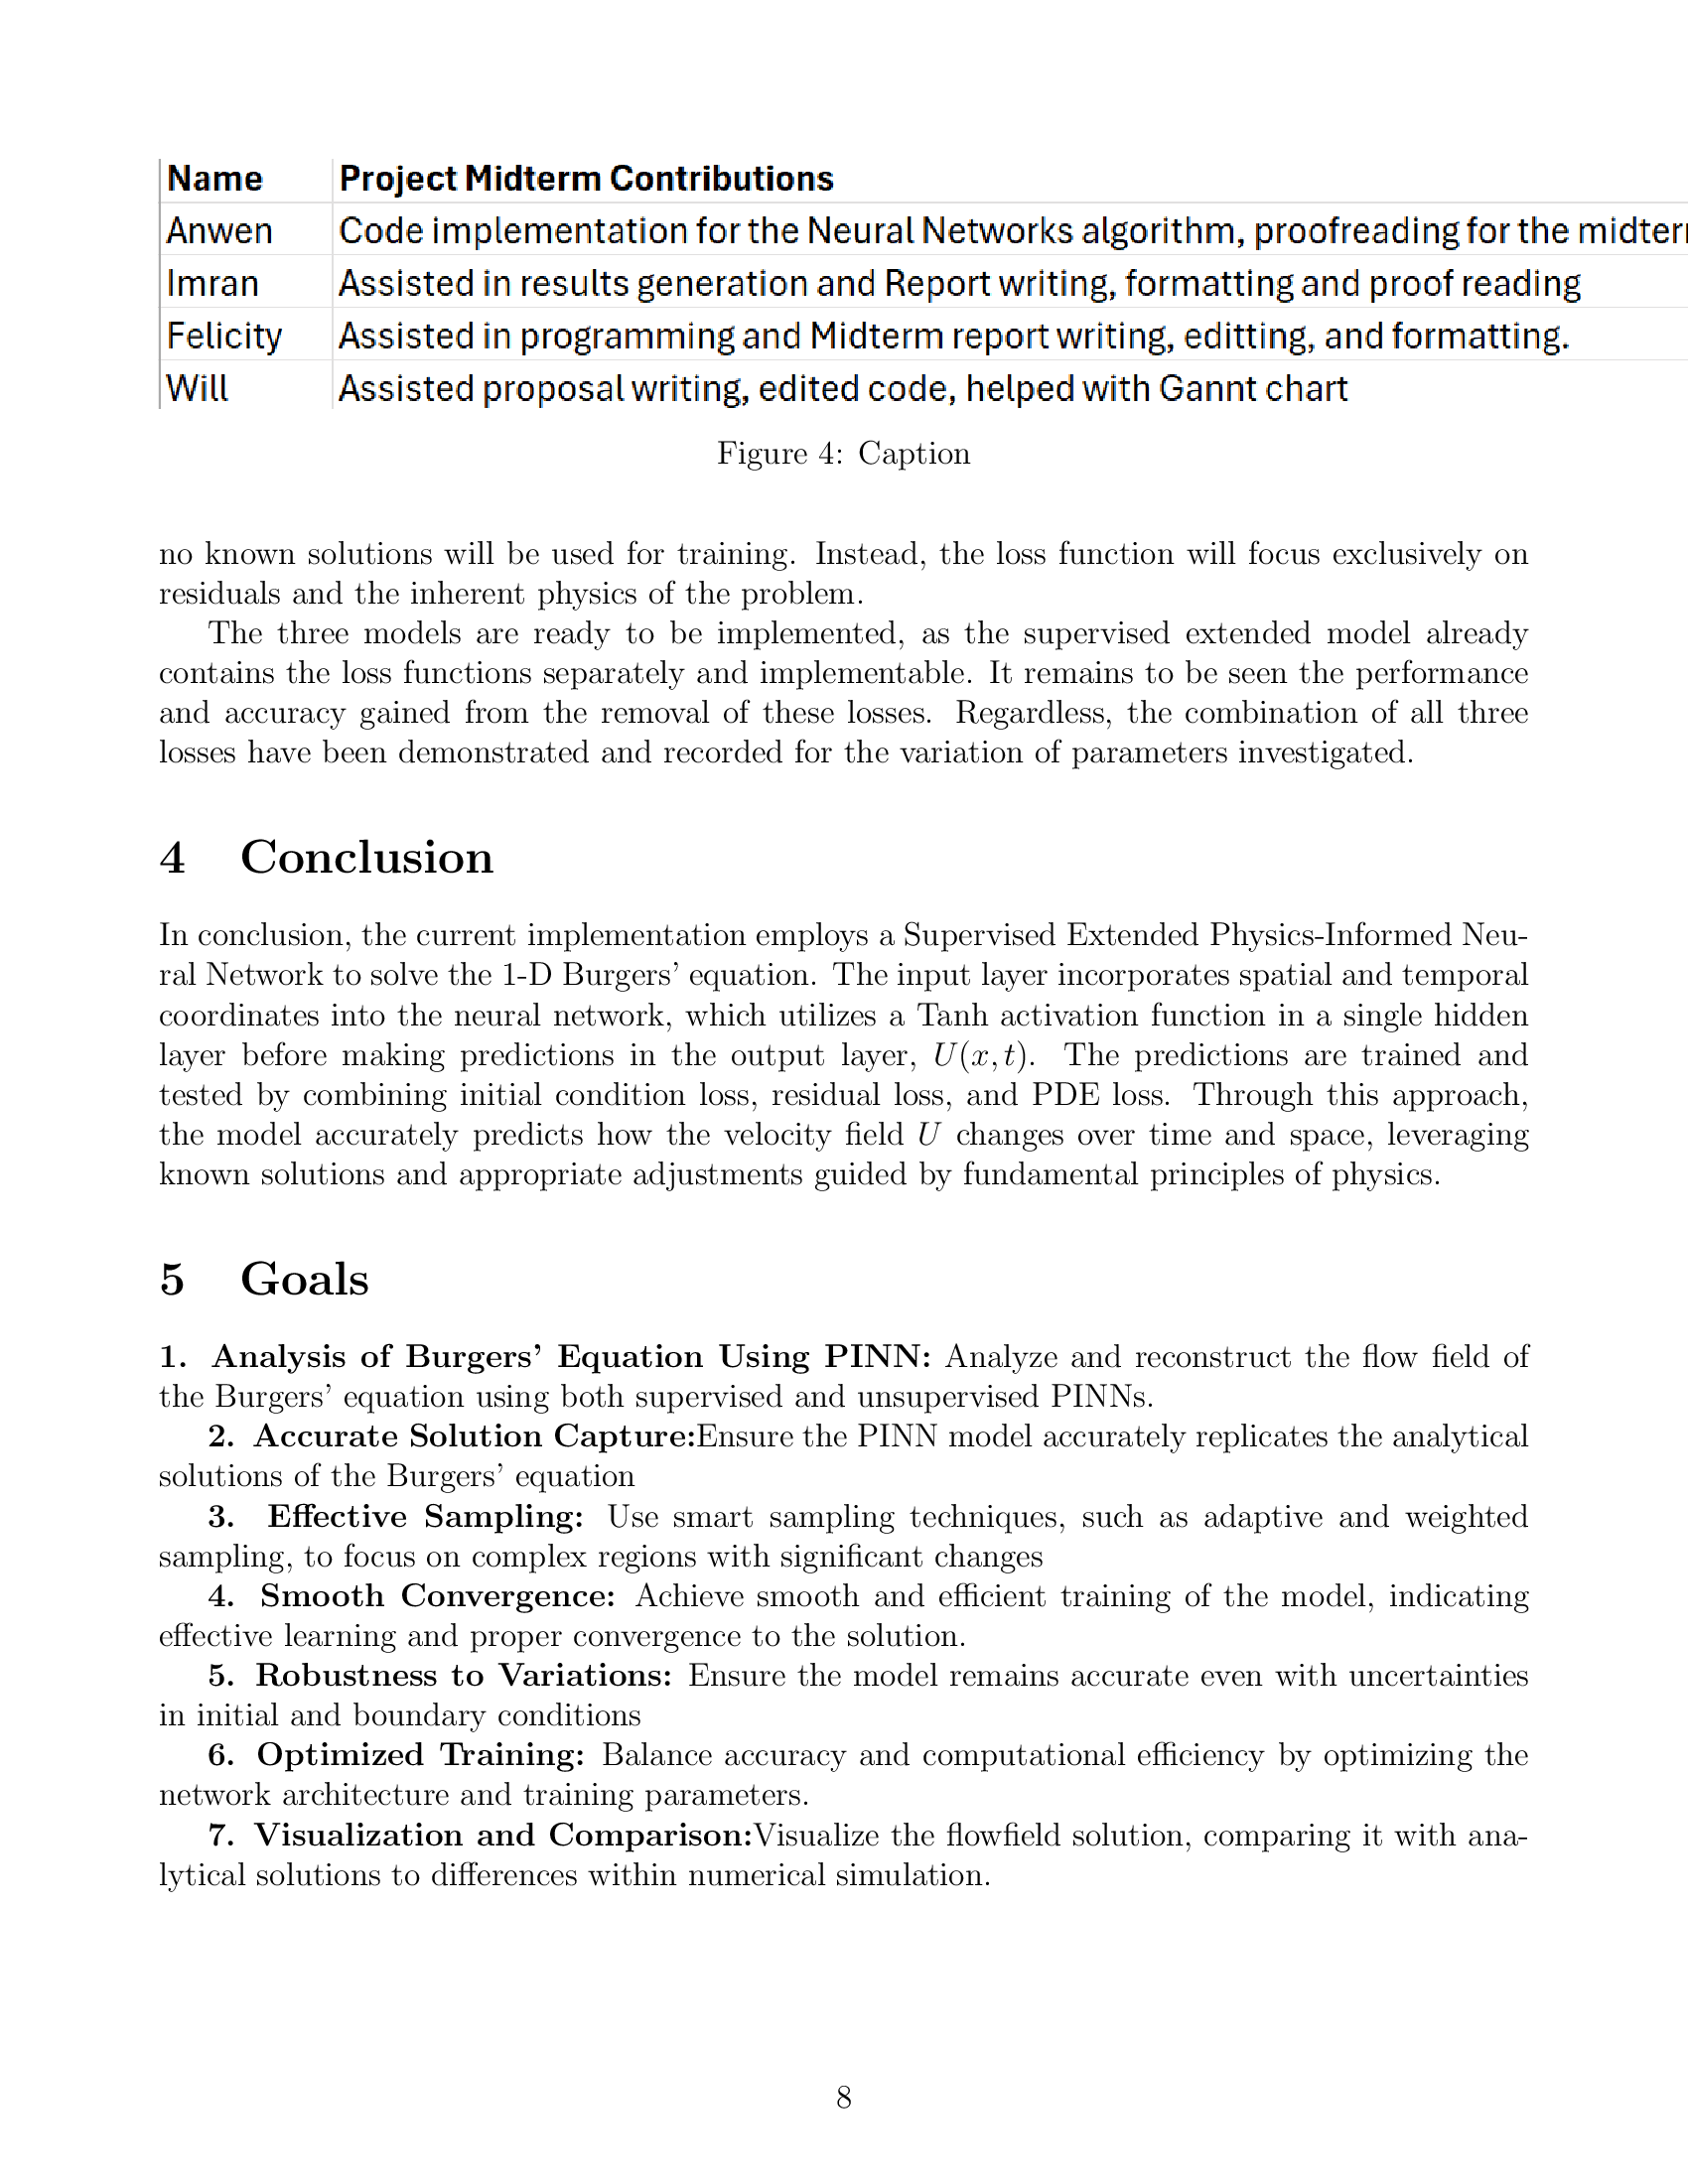 Name Project Midterm Contributions
Anwen Code implementation for the Neural Networks algorithm, proofreading for the
Imran Assisted in results generation and Report writing, formatting and proof reading
Felicity Assisted in programming and Midterm report writing, editting, and formatting.
Will Assisted proposal writing, edited code, helped with Gannt chart
Figure 4: Caption
no known solutions will be used for training. Instead, the loss function will focus exclusively on
residuals and the inherent physics of the problem.
The three models are ready to be implemented, as the supervised extended model already
contains the loss functions separately and implementable. It remains to be seen the performance
and accuracy gained from the removal of these losses. Regardless, the combination of all three
losses have been demonstrated and recorded for the variation of parameters investigated.
4 Conclusion
In conclusion, the current implementation employs a Supervised Extended Physics-Informed Neu-
ral Network to solve the 1-D Burgers' equation. The input layer incorporates spatial and temporal
coordinates into the neural network, which utilizes a Tanh activation function in a single hidden
layer before making predictions in the output layer, U(x, t). The predictions are trained and
tested by combining initial condition loss, residual loss, and PDE loss. Through this approach,
the model accurately predicts how the velocity field U changes over time and space, leveraging
known solutions and appropriate adjustments guided by fundamental principles of physics.
5 Goals
1. Analysis of Burgers' Equation Using PINN: Analyze and reconstruct the flow field of
the Burgers' equation using both supervised and unsupervised PINNs.
2. Accurate Solution Capture:Ensure the PINN model accurately replicates the analytical
solutions of the Burgers' equation
3. Effective Sampling: Use smart sampling techniques, such as adaptive and weighted
sampling, to focus on complex regions with significant changes
4. Smooth Convergence: Achieve smooth and efficient training of the model, indicating
effective learning and proper convergence to the solution.
5. Robustness to Variations: Ensure the model remains accurate even with uncertainties
in initial and boundary conditions
6. Optimized Training: Balance accuracy and computational efficiency by optimizing the
network architecture and training parameters.
7. Visualization and Comparison:Visualize the flowfield solution, comparing it with ana-
lytical solutions to differences within numerical simulation.
8